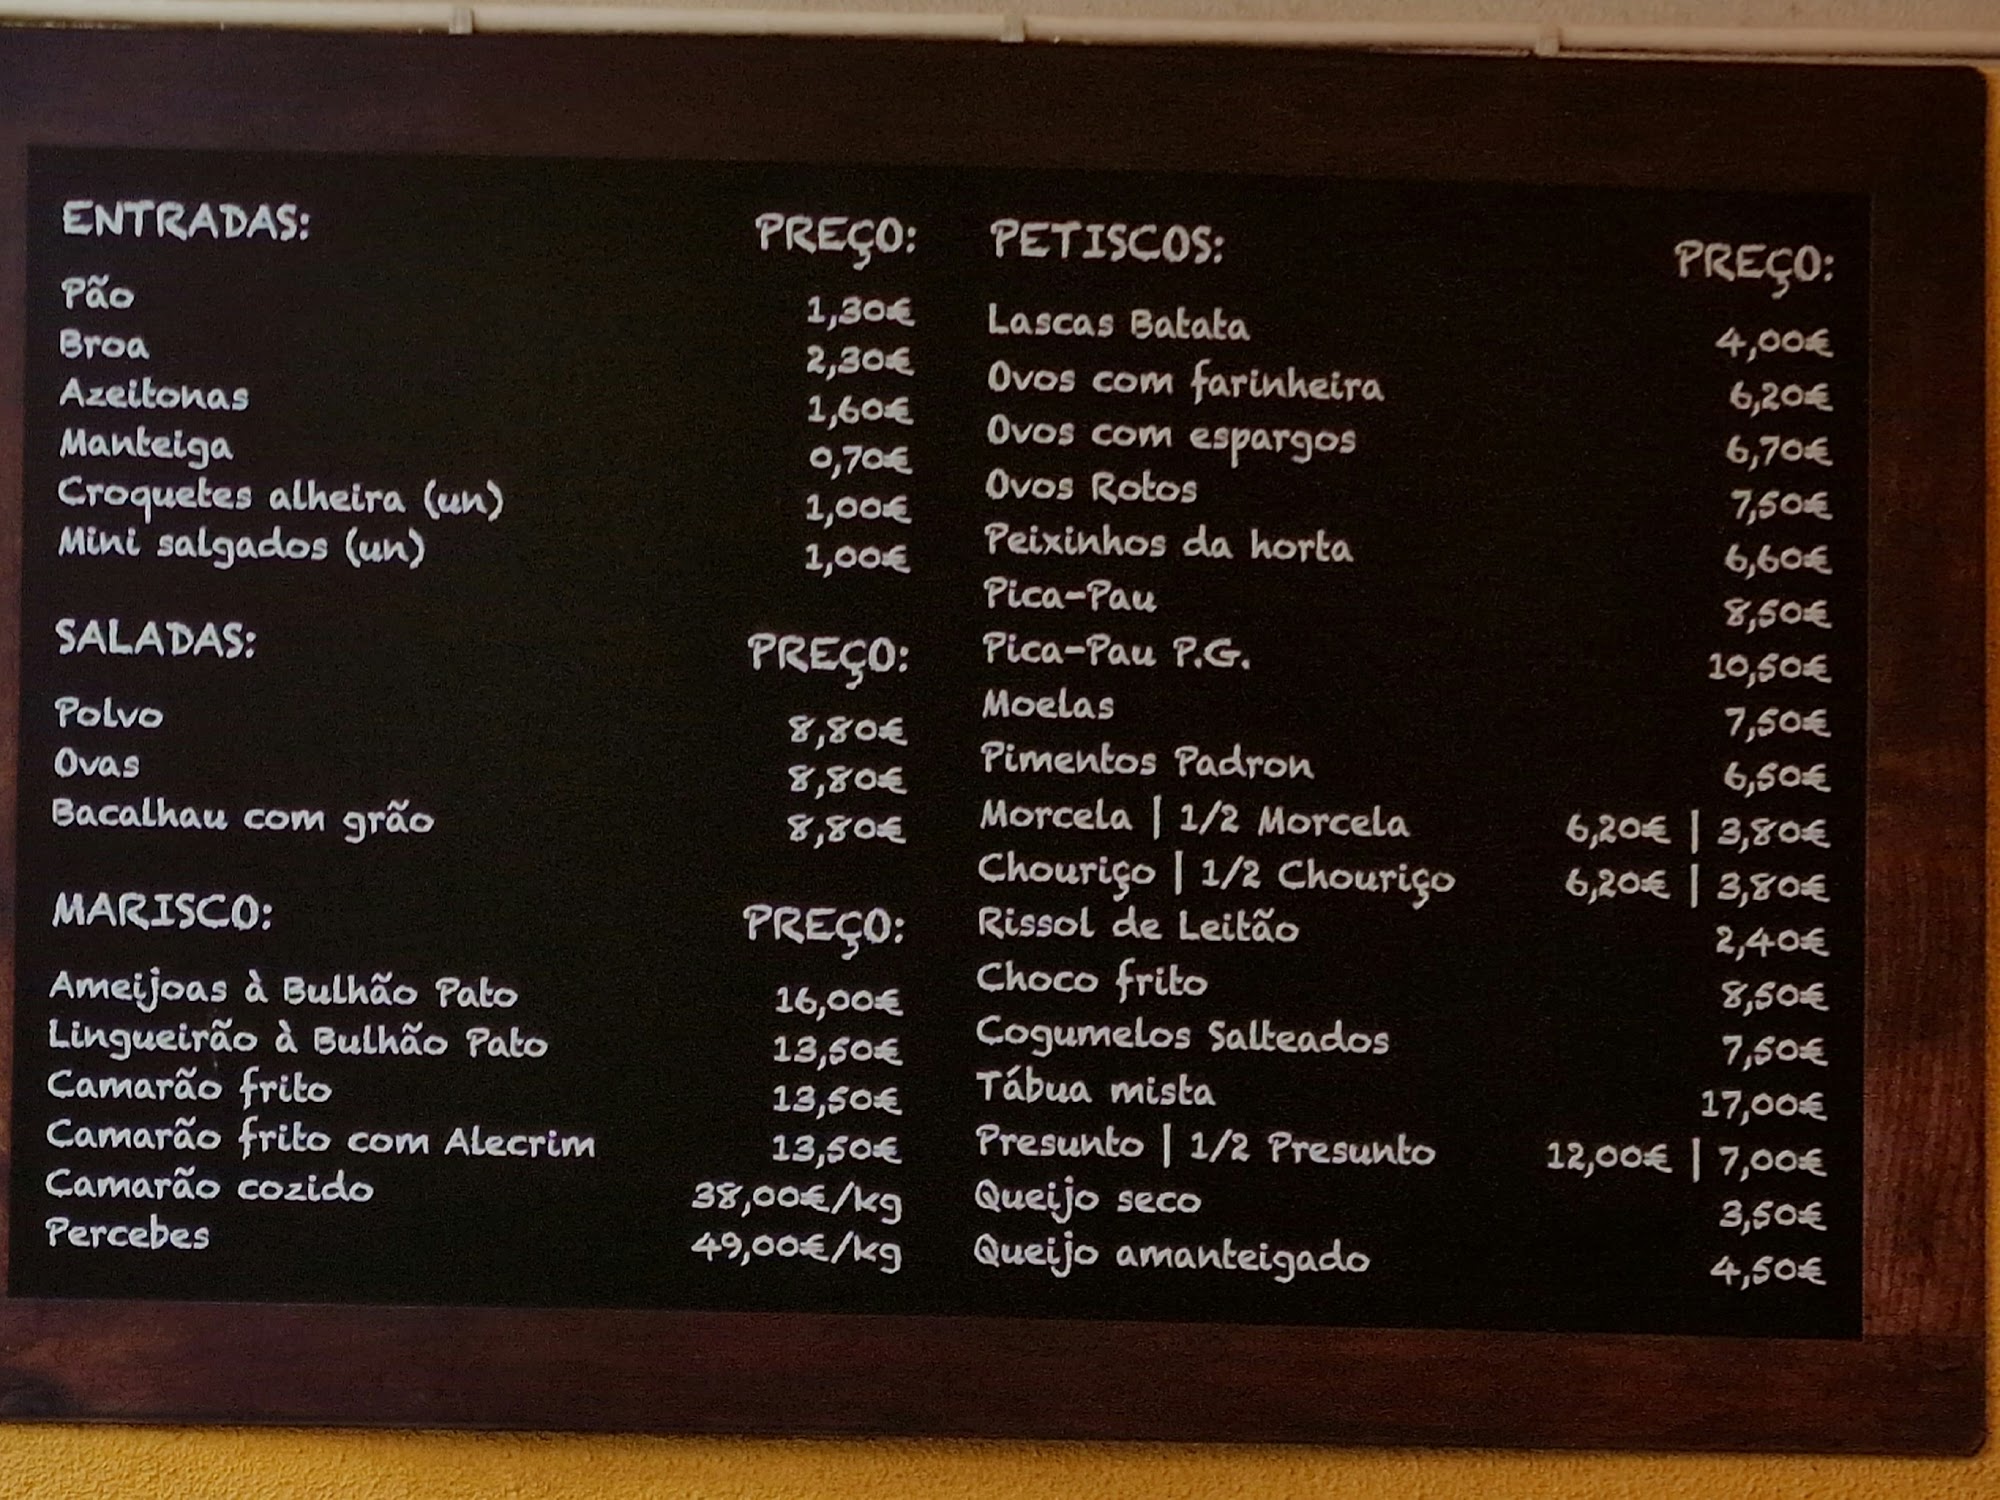 ENTRADAS: PREÇO:
Pão 1,30€
Broa 2,30€
Azeitonas 1,60€
Manteiga 0,70€
Croquetes alheira (un) 1,00€
Mini salgados (un) 1,00€
SALADAS: PREÇO:
Polvo 8,80€
Ovas 8,80€
Bacalhau com grão 8,80€
MARISCO: PREÇO:
Ameijoas à Bulhão Pato 16,00€
Lingueirão à Bulhão Pato 13,50€
Camarão frito 13,50€
Camarão frito com Alecrim 13,50€
Camarão cozido 38,00€/kg
Percebes 49,00€/kg
PETISCOS: PREÇO:
Lascas Batata 4,00€
Ovos com farinheira 6,20€
Ovos com espargos 6,70€
Ovos Rotos 7,50€
Peixinhos da horta 6,60€
Pica-Pau 8,50€
Pica-Pau P.G. 10,50€
Moelas 7,50€
Pimentos Padron 6,50€
Morcela | 1/2 Morcela 6,20€ | 3,80€
Chouriço | 1/2 Chouriço 6,20€ | 3,80€
Rissol de Leitão 2,40€
Choco frito 8,50€
Cogumelos Salteados 7,50€
Tábua mista 17,00€
Presunto | 1/2 Presunto 12,00€ | 7,00€
Queijo seco 3,50€
Queijo amanteigado 4,50€